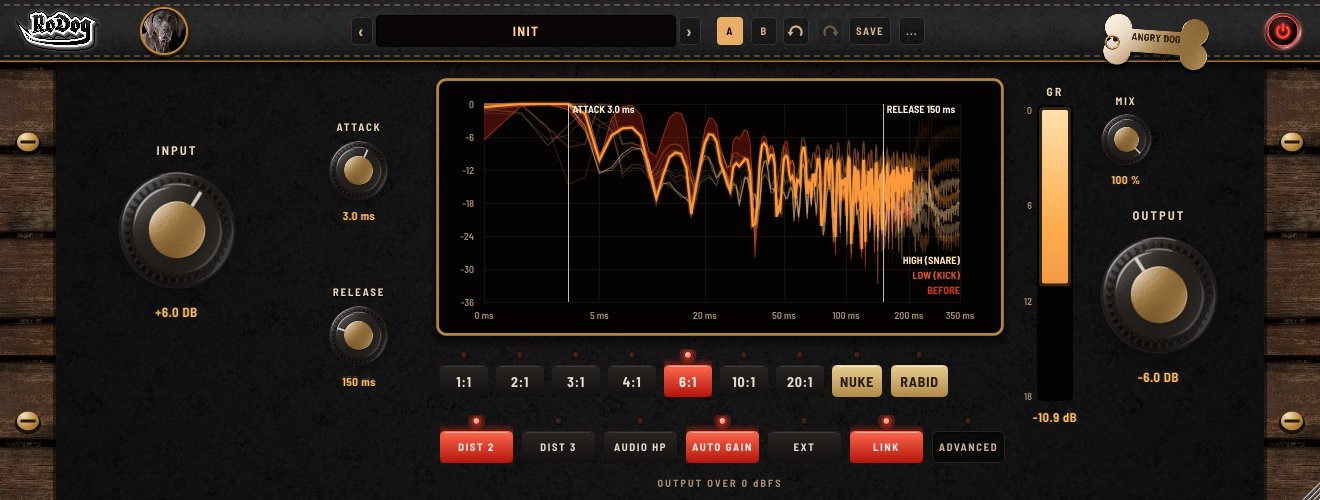 KoDog
‹
INIT
›
A
B
SAVE
...
ANGRY DOG
INPUT
+6.0 DB
ATTACK
3.0 ms
RELEASE
150 ms
ATTACK 3.0 ms
RELEASE 150 ms
0
-6
-12
-18
-24
-30
-36
HIGH (SNARE)
LOW (KICK)
BEFORE
0 ms
5 ms
20 ms
50 ms
100 ms
200 ms
350 ms
GR
0
6
12
18
-10.9 dB
MIX
100 %
OUTPUT
-6.0 DB
1:1
2:1
3:1
4:1
6:1
10:1
20:1
NUKE
RABID
DIST 2
DIST 3
AUDIO HP
AUTO GAIN
EXT
LINK
ADVANCED
OUTPUT OVER 0 dBFS